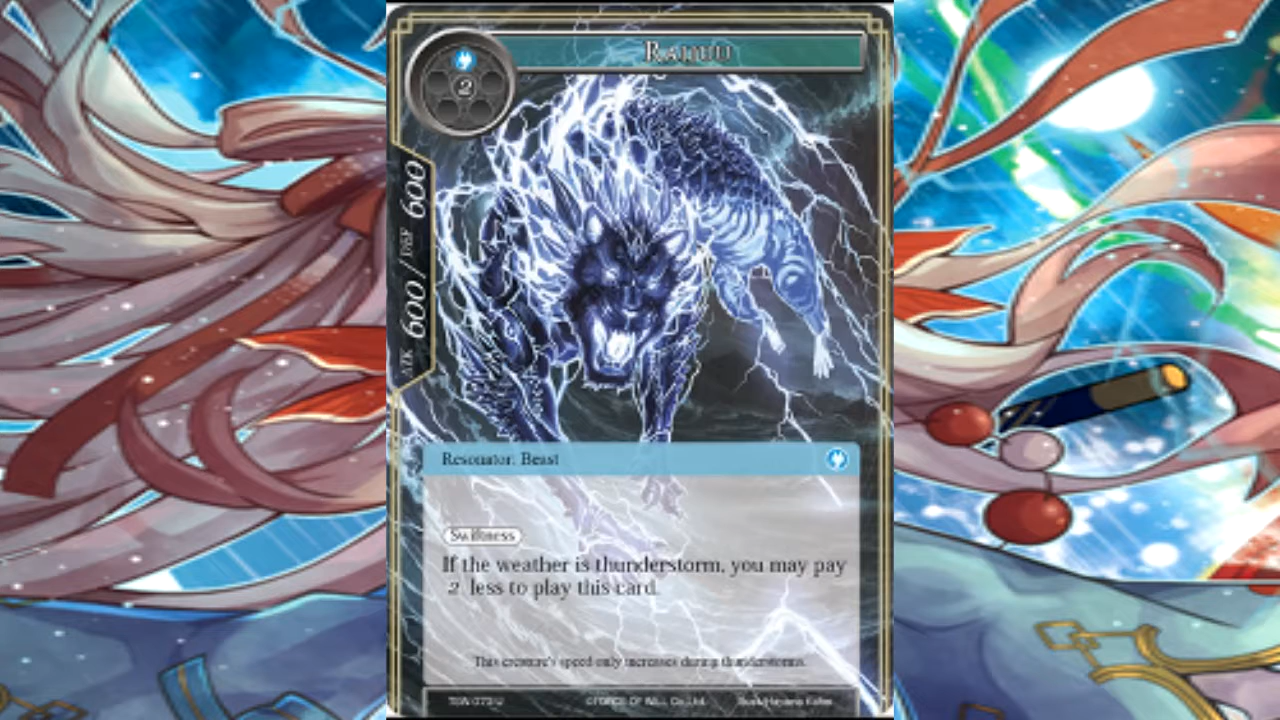 2
RAIJUU
ATK 600 / DEF 600
Resonator: Beast
Swiftness
If the weather is thunderstorm, you may pay
2 less to play this card.
This creature's speed only increases during thunderstorms.
©FORCE OF WILL Co.,Ltd.